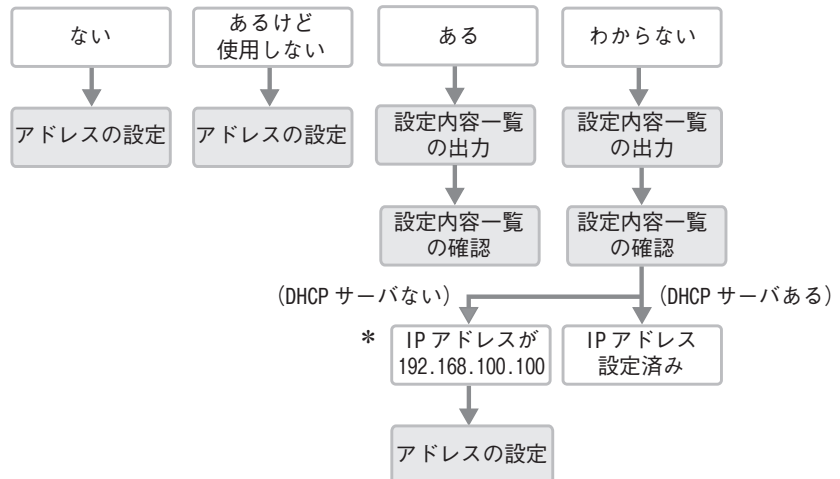 ない
あるけど
使用しない
ある
わからない
アドレスの設定
アドレスの設定
設定内容一覧
の出力
設定内容一覧
の出力
設定内容一覧
の確認
設定内容一覧
の確認
(DHCP サーバない)
(DHCP サーバある)
* IP アドレスが
192.168.100.100
IP アドレス
設定済み
アドレスの設定